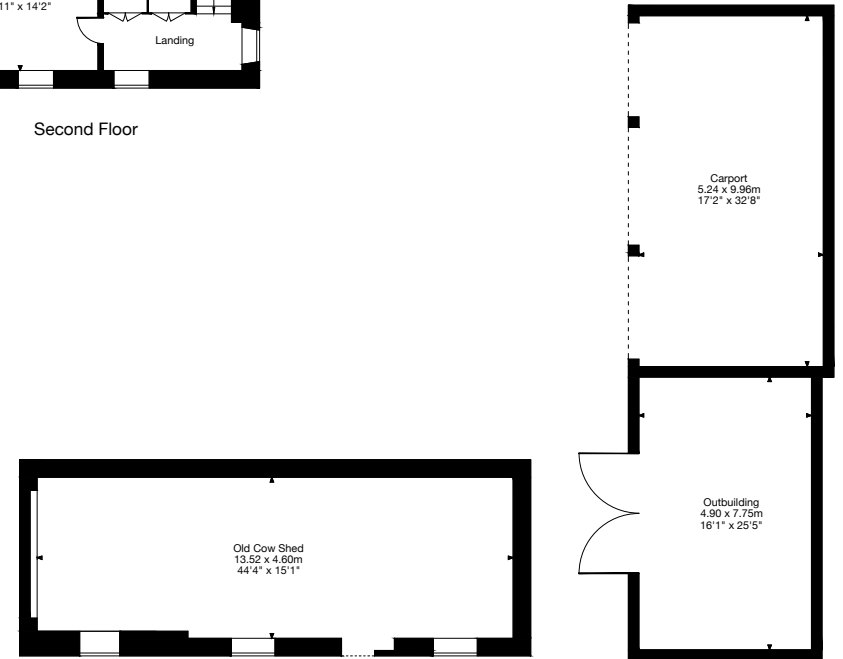 11" x 14'2"
Landing
Second Floor
Carport
5.24 x 9.96m
17'2" x 32'8"
Outbuilding
4.90 x 7.75m
16'1" x 25'5"
Old Cow Shed
13.52 x 4.60m
44'4" x 15'1"